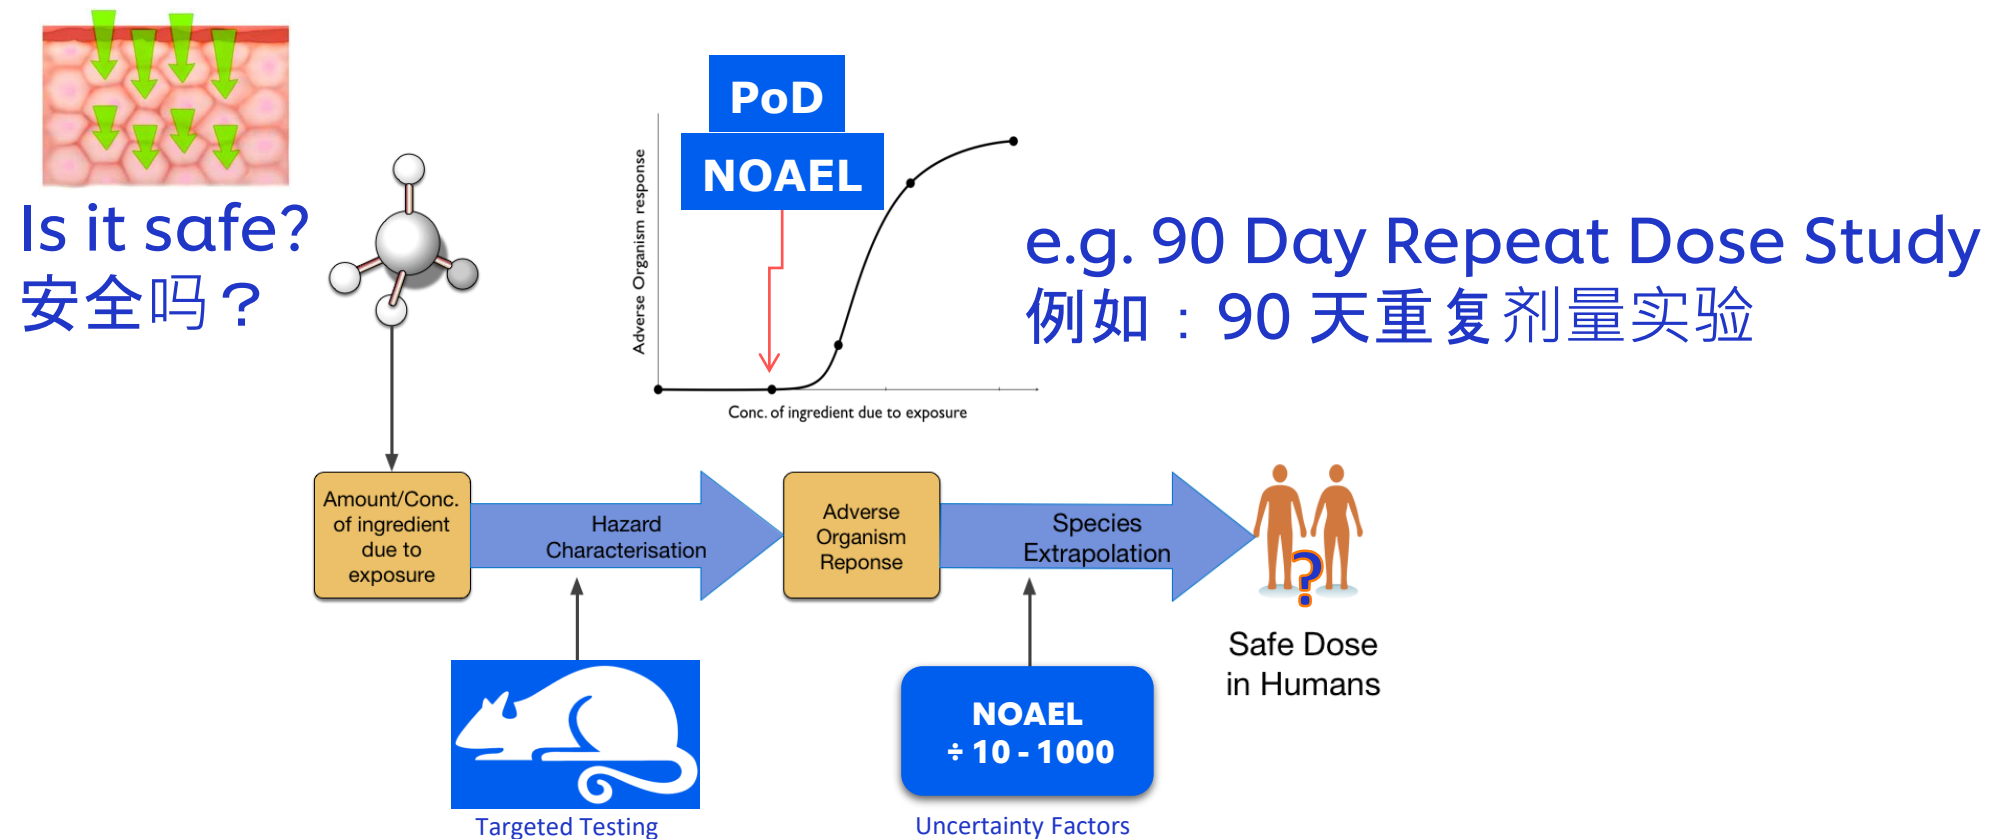 Is it safe?
安全吗？
PoD
NOAEL
Adverse Organism response
Conc. of ingredient due to exposure
e.g. 90 Day Repeat Dose Study
例如：90 天重复剂量实验
Amount/Conc.
of ingredient
due to
exposure
Hazard
Characterisation
Adverse
Organism
Reponse
Species
Extrapolation
?
Safe Dose
in Humans
NOAEL
÷ 10 - 1000
Targeted Testing
Uncertainty Factors